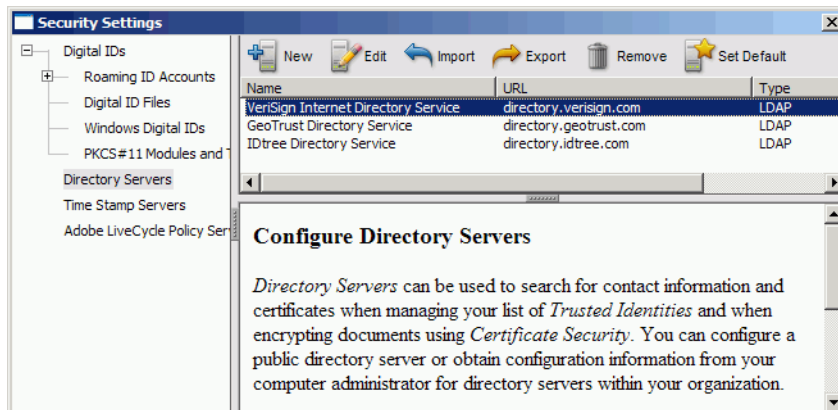 Security Settings
Digital IDs
Roaming ID Accounts
Digital ID Files
Windows Digital IDs
PKCS#11 Modules and
Directory Servers
Time Stamp Servers
Adobe LiveCycle Policy
New Edit Import Export Remove Set Default
Name URL Type
VeriSign Internet Directory Service directory.verisign.com LDAP
GeoTrust Directory Service directory.geotrust.com LDAP
IDtree Directory Service directory.idtree.com LDAP
Configure Directory Servers
Directory Servers can be used to search for contact information and
certificates when managing your list of Trusted Identities and when
encrypting documents using Certificate Security. You can configure a
public directory server or obtain configuration information from your
computer administrator for directory servers within your organization.